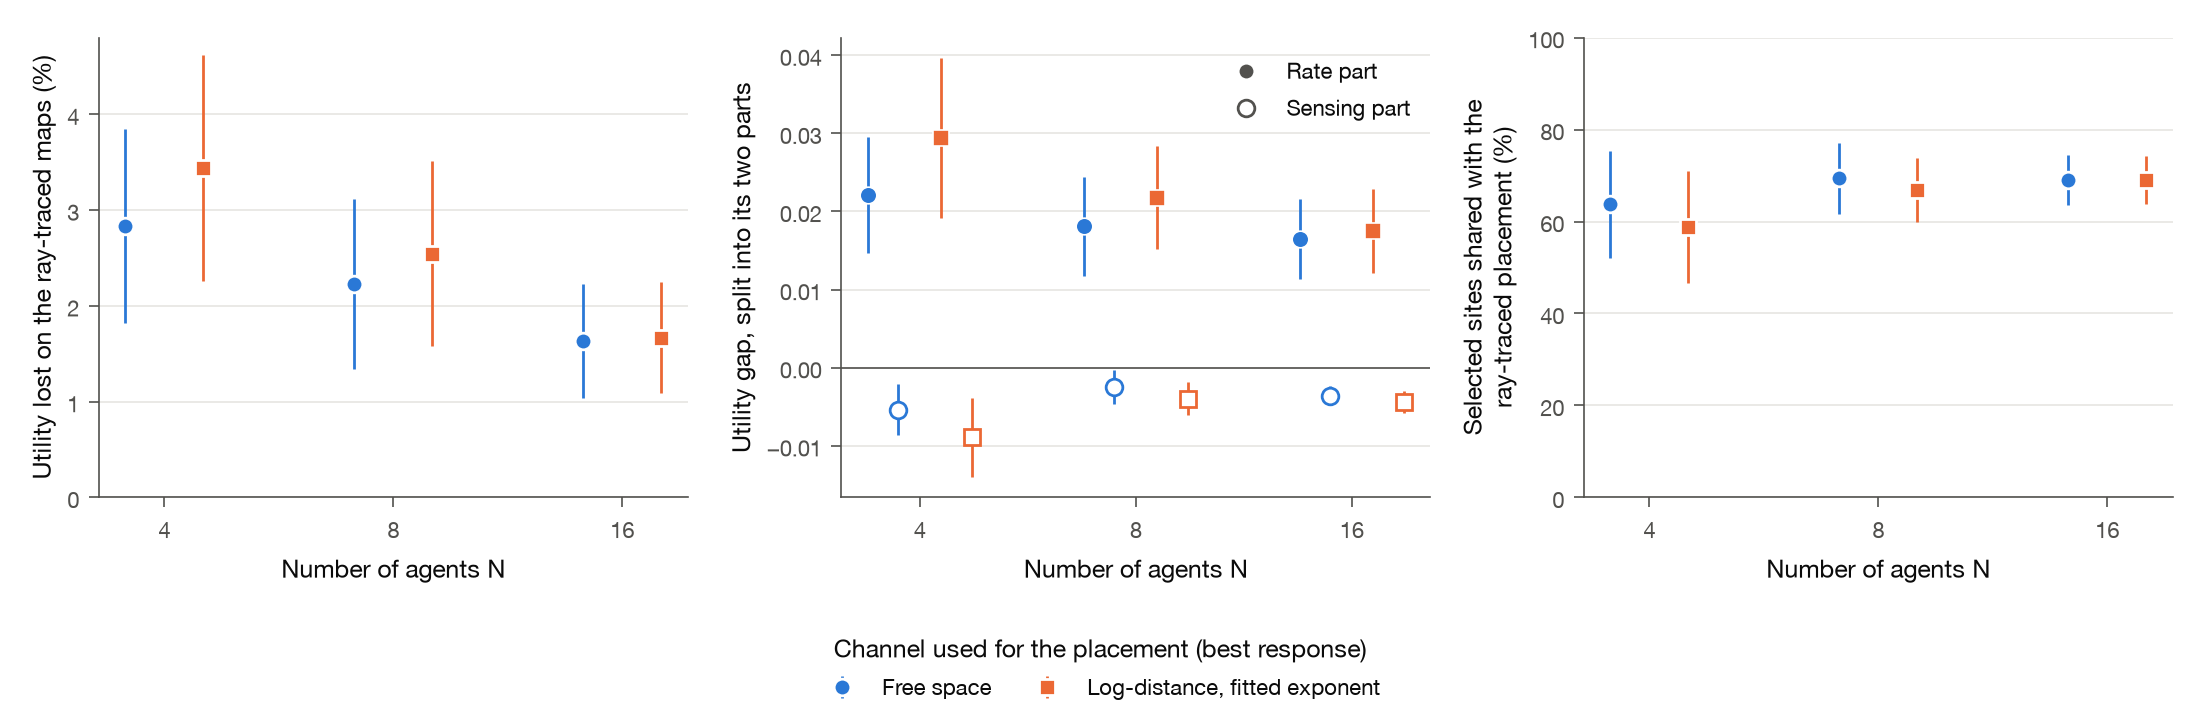 Utility lost on the ray-traced maps (%)
4
3
2
1
0
4
8
16
Number of agents N
Utility gap, split into its two parts
0.04
0.03
0.02
0.01
0.00
−0.01
Rate part
Sensing part
4
8
16
Number of agents N
Selected sites shared with the
ray-traced placement (%)
100
80
60
40
20
0
4
8
16
Number of agents N
Channel used for the placement (best response)
Free space
Log-distance, fitted exponent